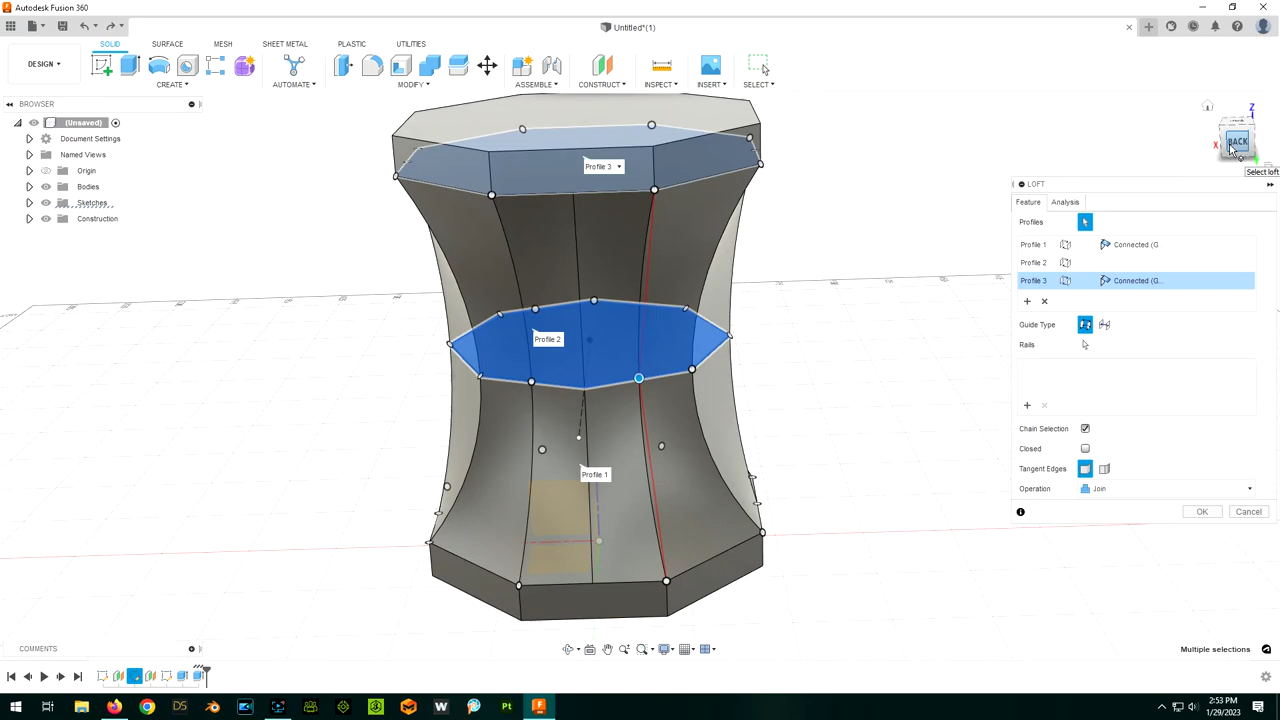 Autodesk Fusion 360
Untitled*(1)
SOLID SURFACE MESH SHEET METAL PLASTIC UTILITIES
DESIGN
CREATE AUTOMATE MODIFY ASSEMBLE CONSTRUCT INSPECT INSERT SELECT
BROWSER
(Unsaved)
Document Settings
Named Views
Origin
Bodies
Sketches
Construction
Z
BACK
X
Select loft
Profile 3
Profile 2
Profile 1
LOFT
Feature Analysis
Profiles
Profile 1 Connected (G
Profile 2
Profile 3 Connected (G...
Guide Type
Rails
Chain Selection
Closed
Tangent Edges
Operation Join
OK Cancel
COMMENTS
Multiple selections
DS
W
Pt
F
2:53 PM
1/29/2023